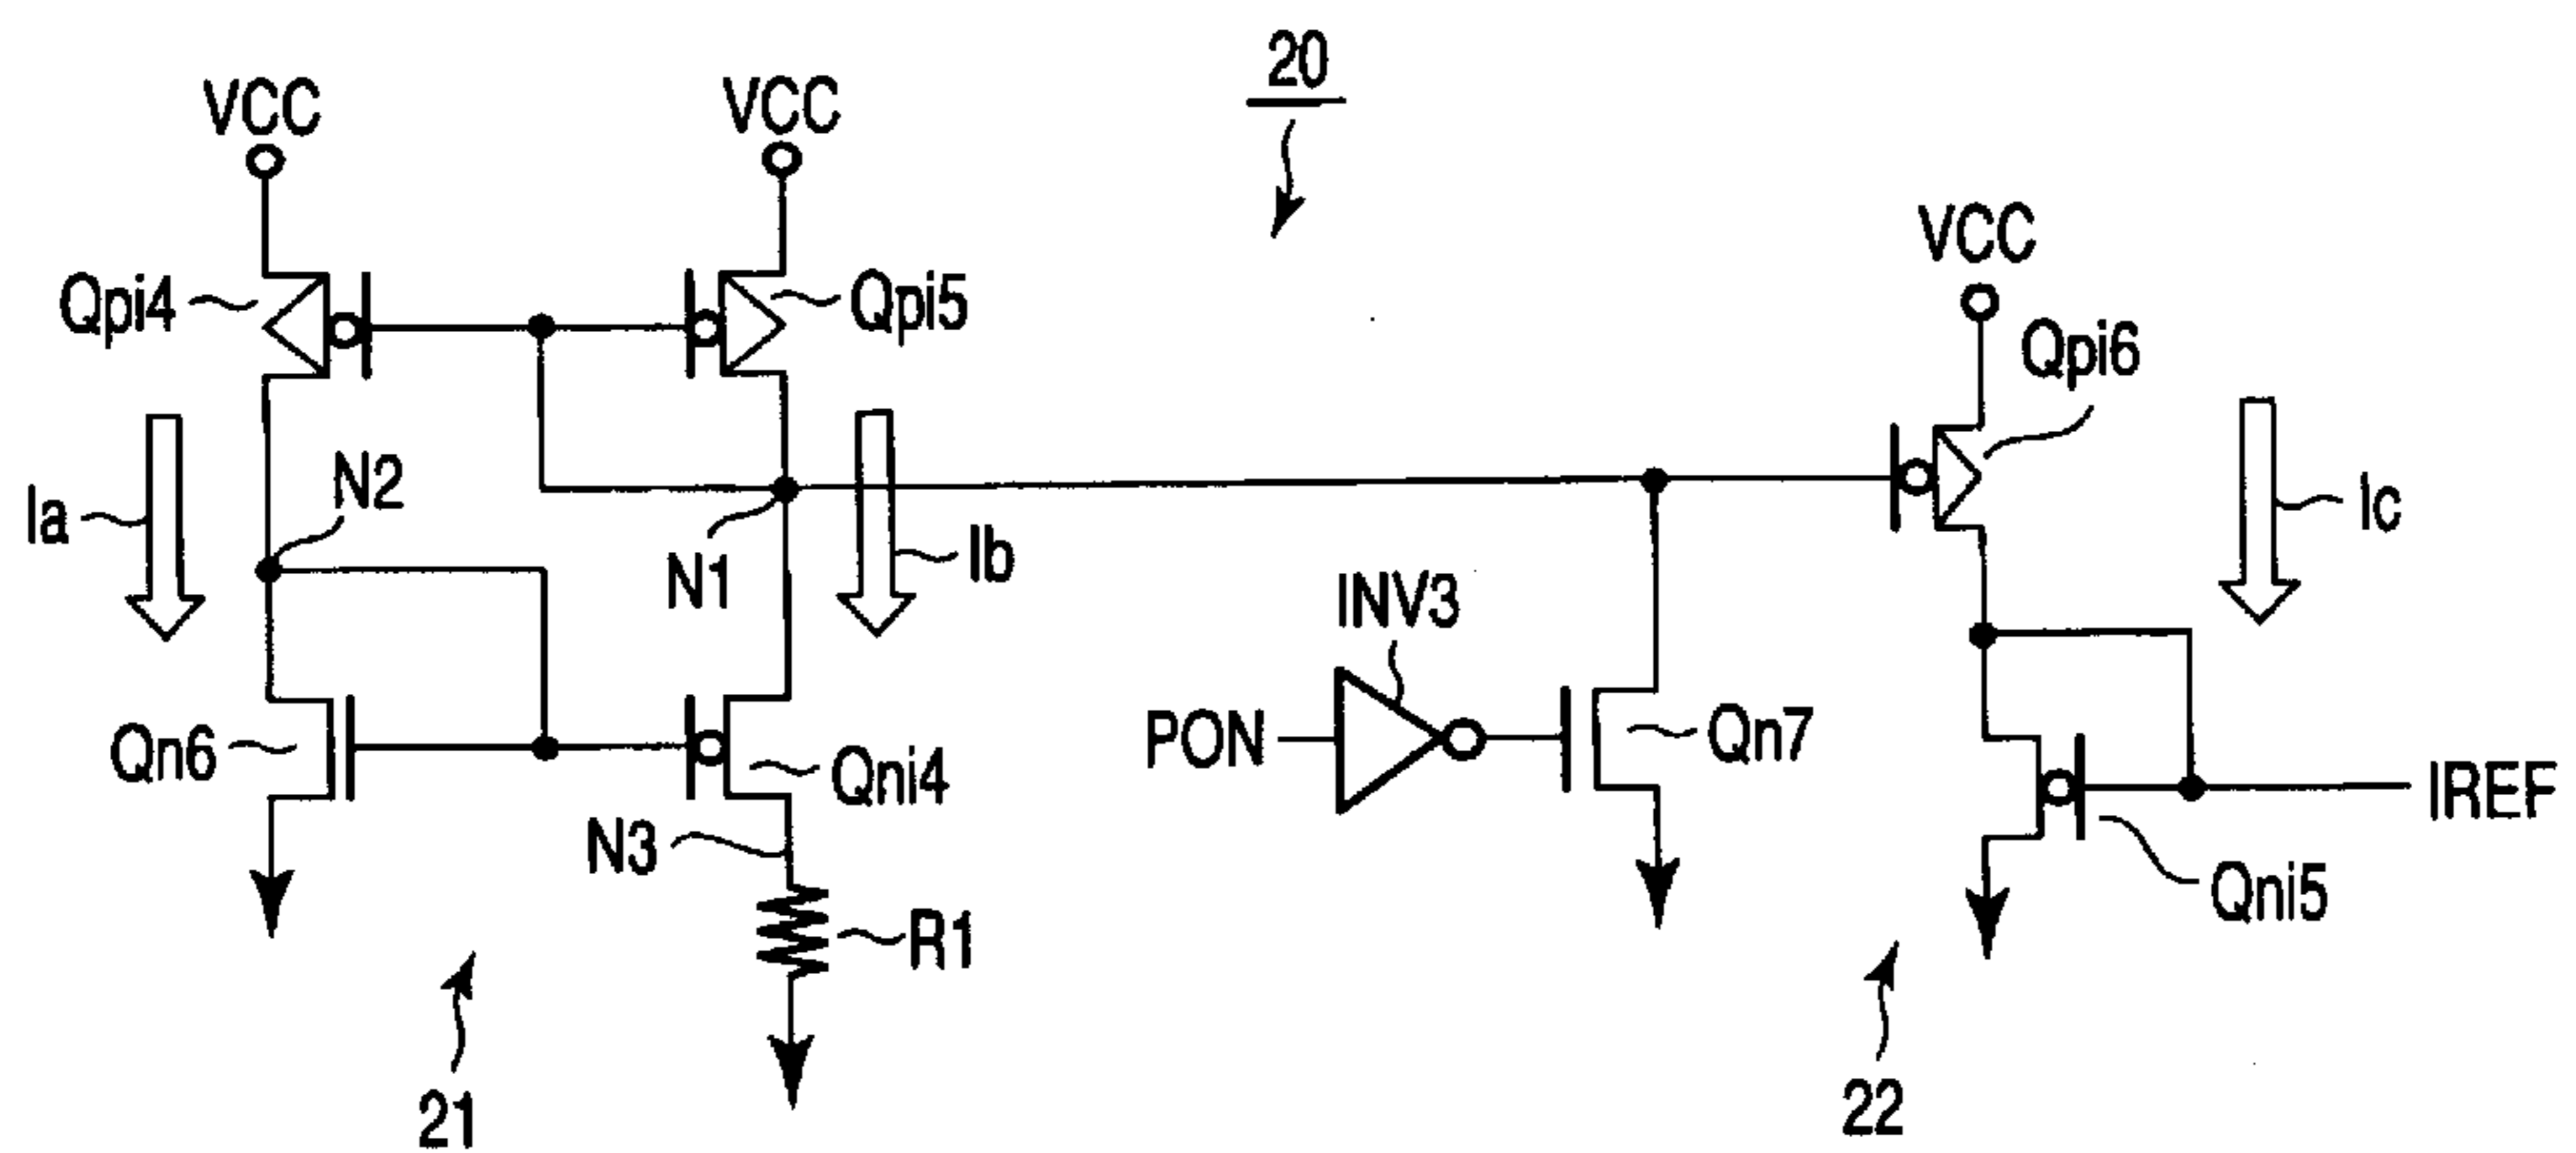 20
VCC
VCC
VCC
Qpi4
Qpi5
Qpi6
Ia
N2
N1
Ib
Ic
INV3
PON
Qn6
Qni4
Qn7
IREF
N3
Qni5
R1
21
22